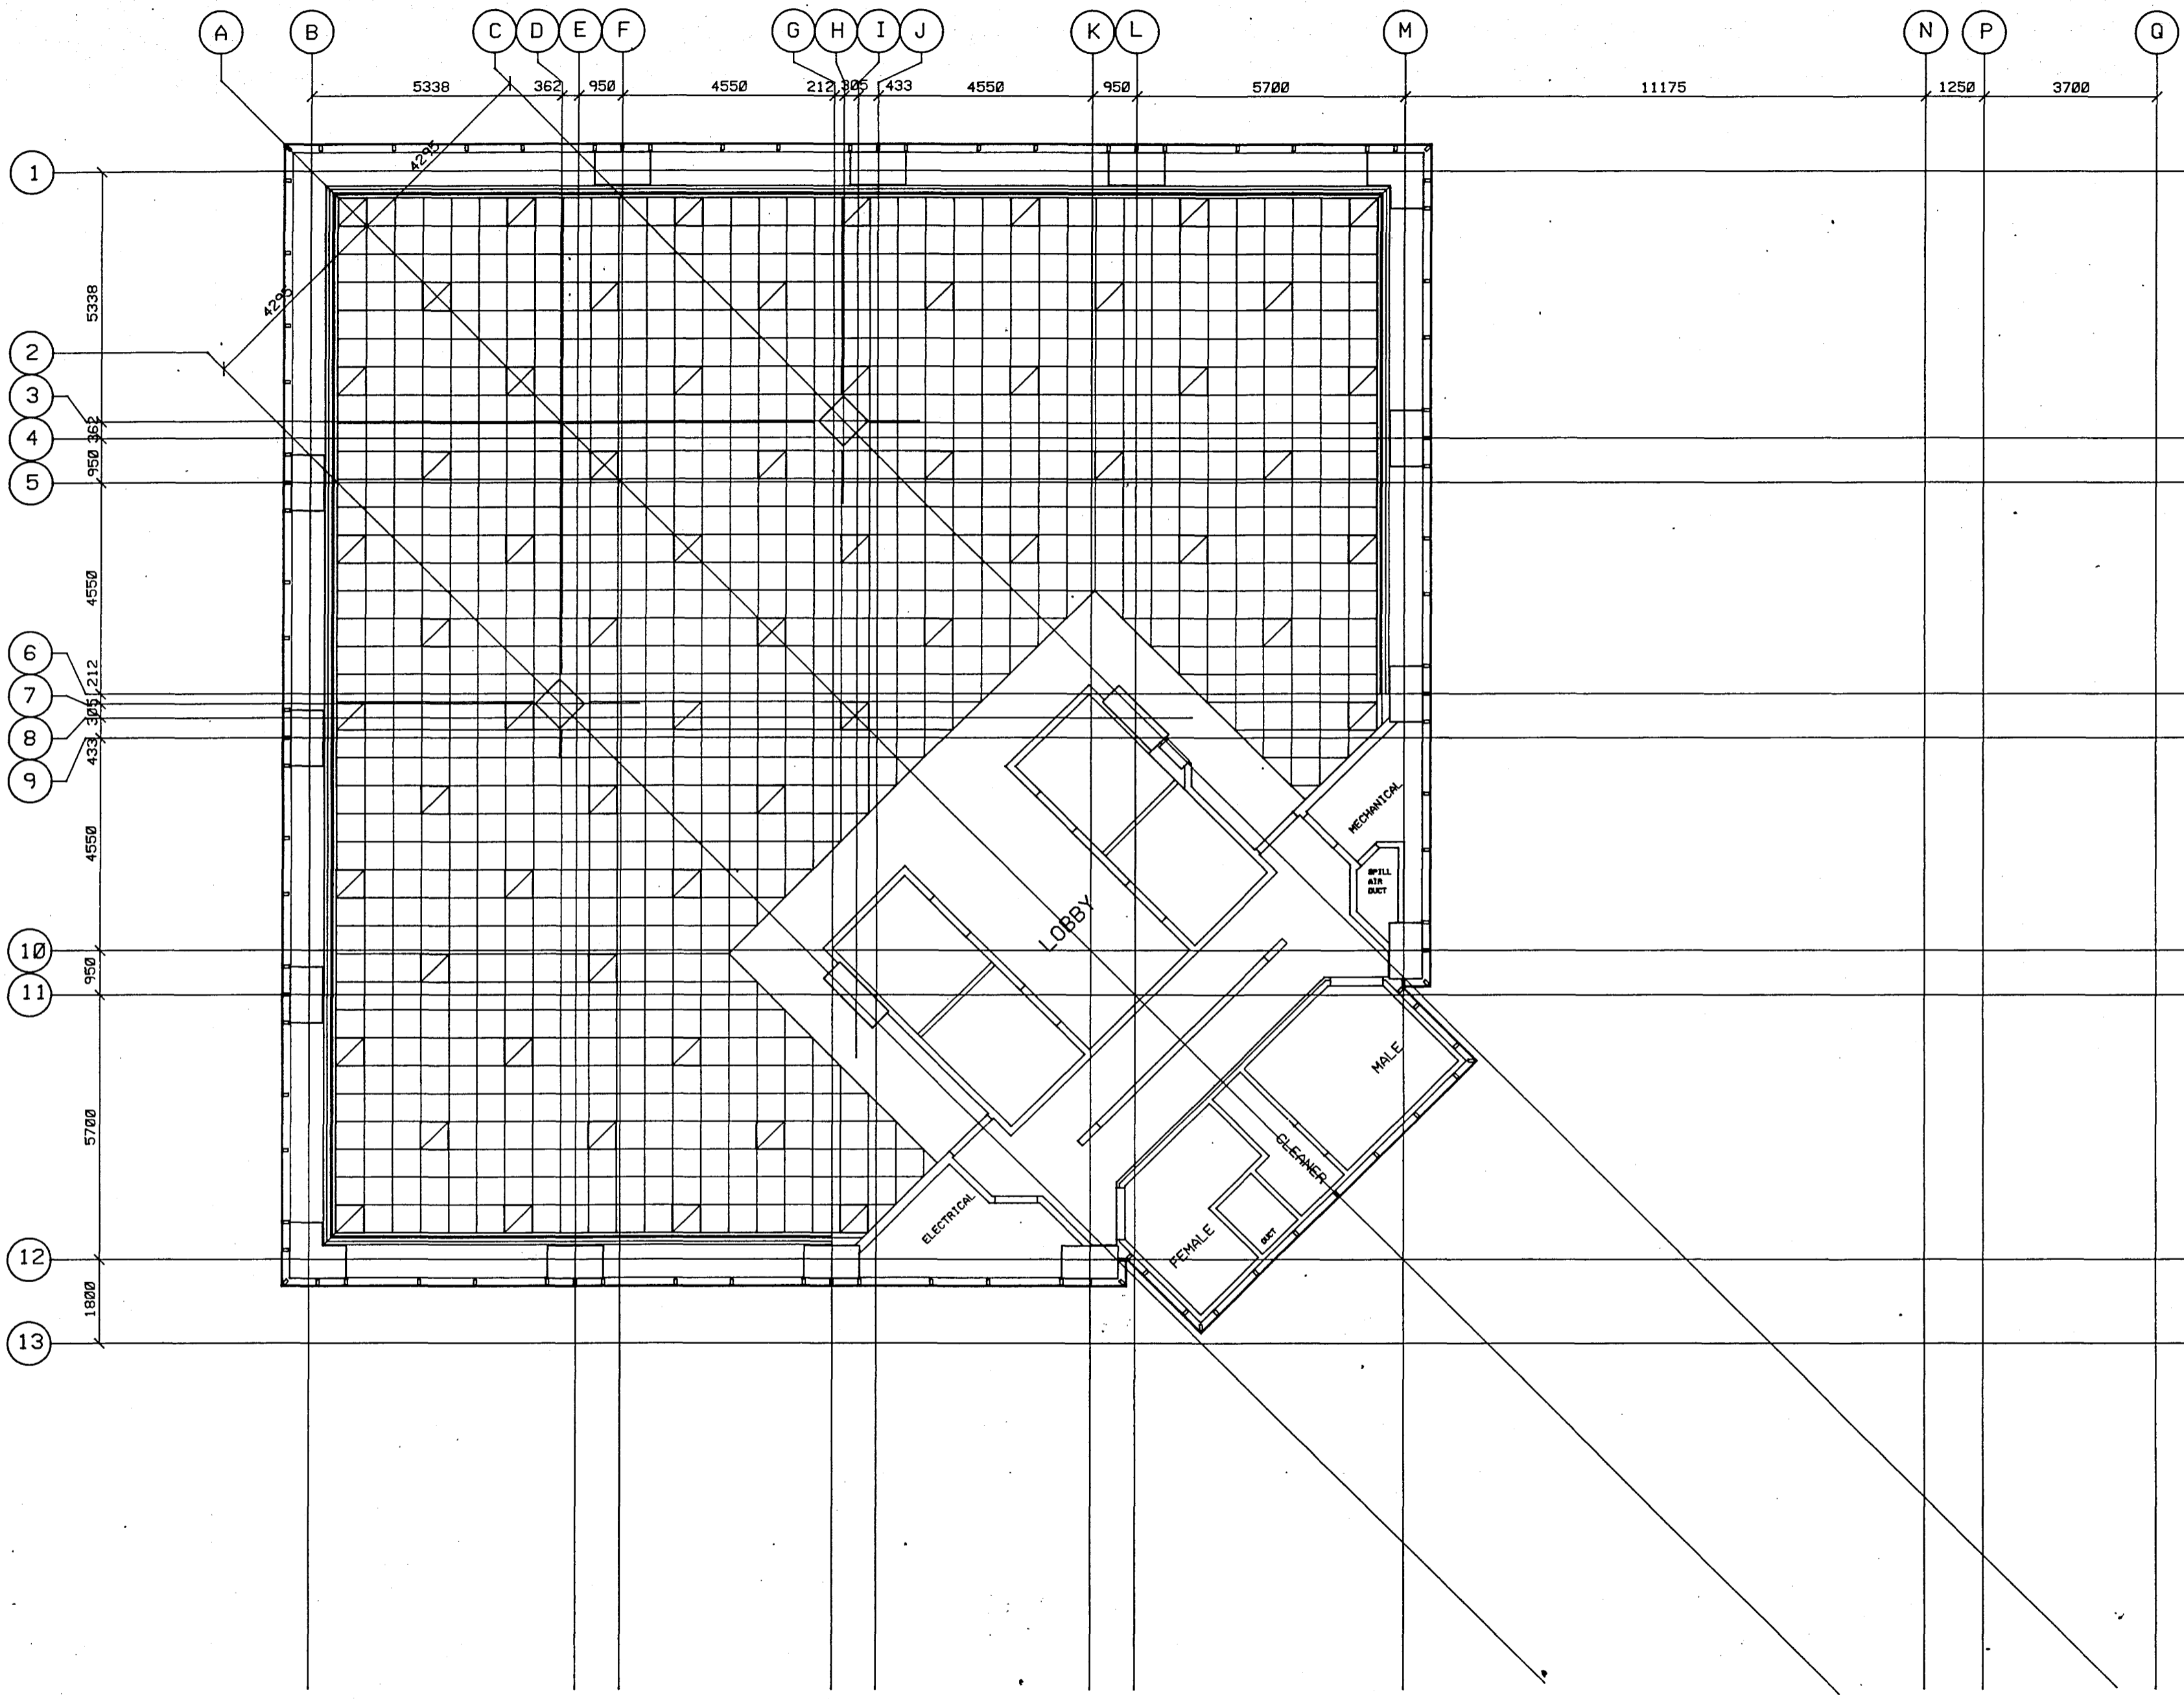 A B C D E F G H I J K L M N P Q
5338 362 950 4550 212 305 433 4550 950 5700 11175 1250 3700
4295
4295
1
5338
2
3
362
4
950
5
4550
6
212
7
305
8
433
9
4550
10
950
11
5700
12
1800
13
MECHANICAL
SPILL
AIR
DUCT
LOBBY
MALE
CLEANER
ELECTRICAL
FEMALE
DUCT